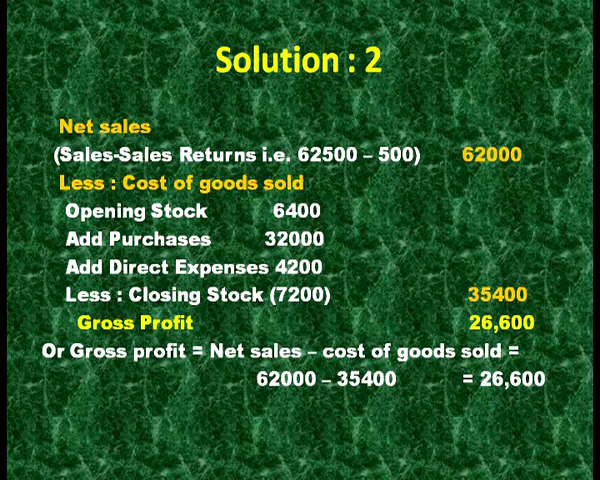 Solution : 2
Net sales
(Sales-Sales Returns i.e. 62500 – 500) 62000
Less : Cost of goods sold
Opening Stock 6400
Add Purchases 32000
Add Direct Expenses 4200
Less : Closing Stock (7200) 35400
Gross Profit 26,600
Or Gross profit = Net sales – cost of goods sold =
62000 – 35400 = 26,600